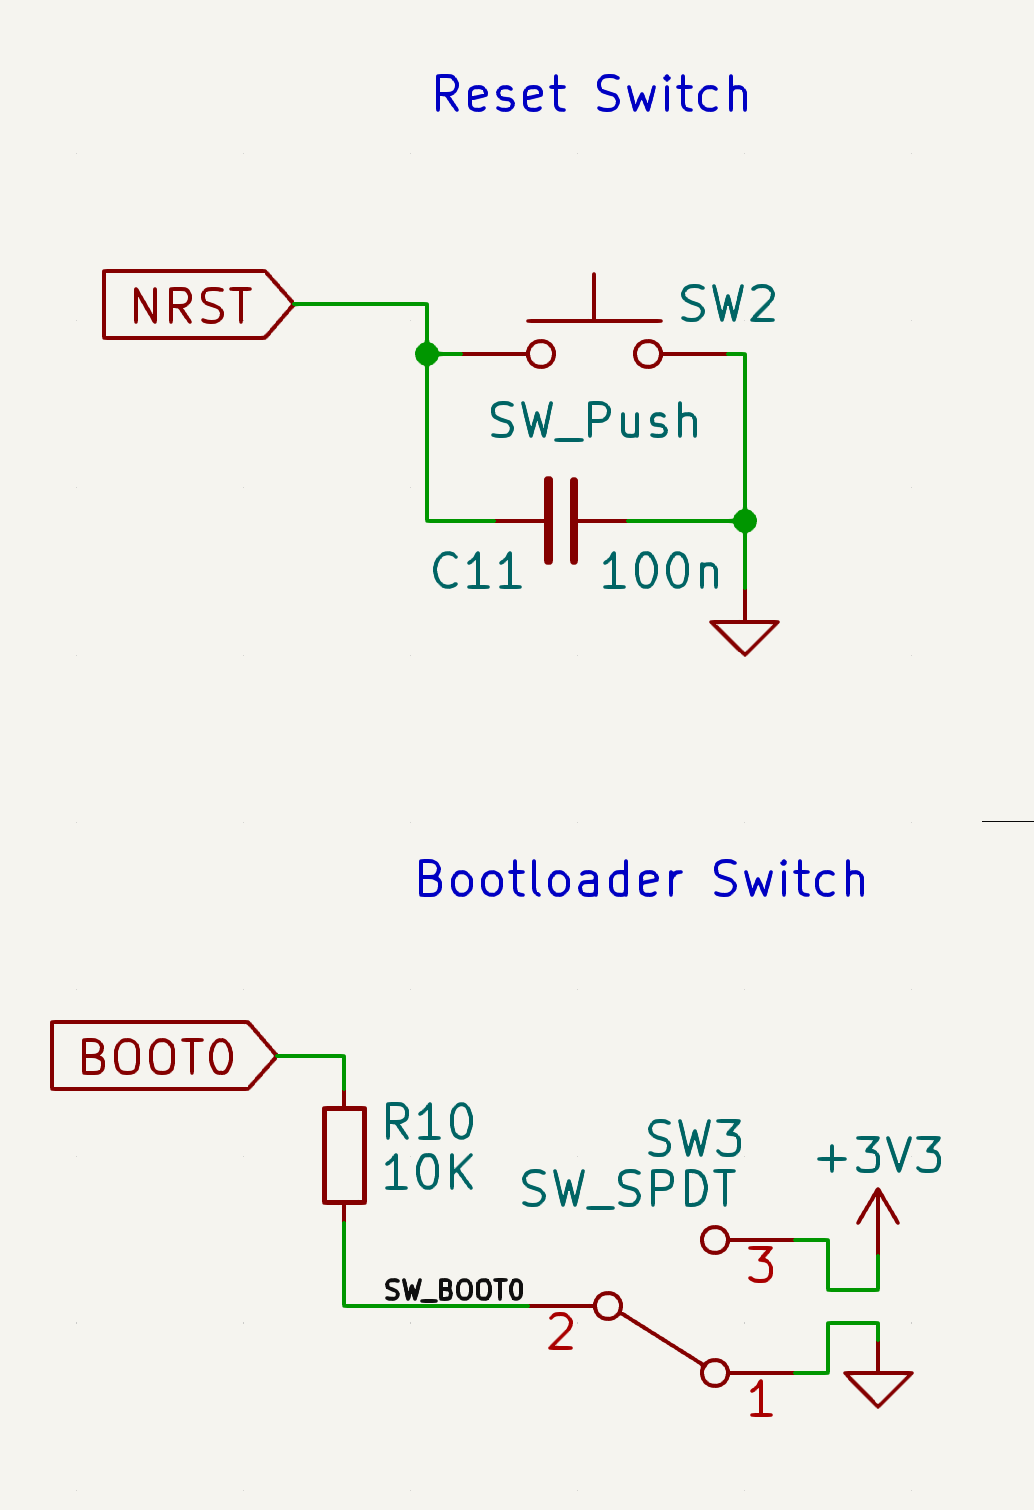 Reset Switch
NRST
SW2
SW_Push
C11 100n
Bootloader Switch
BOOT0
R10
10K
SW3
SW_SPDT
+3V3
3
SW_BOOT0
2
1